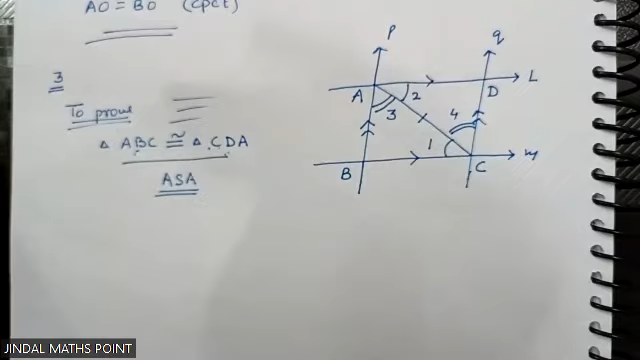 AO = BO (cpct)
3
To prove
△ ABC ≅ △ CDA
ASA
p
q
A
2
D
L
3
4
1
B
C
m
JINDAL MATHS POINT